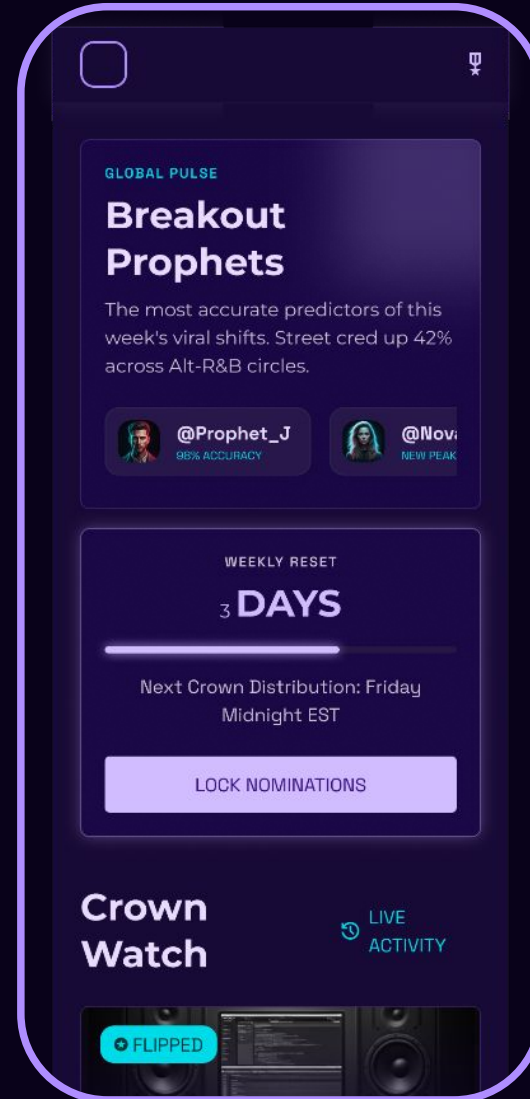 GLOBAL PULSE
Breakout
Prophets
The most accurate predictors of this
week's viral shifts. Street cred up 42%
across Alt-R&B circles.
@Prophet_J
98% ACCURACY
@Nov
NEW PEAK
WEEKLY RESET
3 DAYS
Next Crown Distribution: Friday
Midnight EST
LOCK NOMINATIONS
Crown
Watch
LIVE
ACTIVITY
FLIPPED